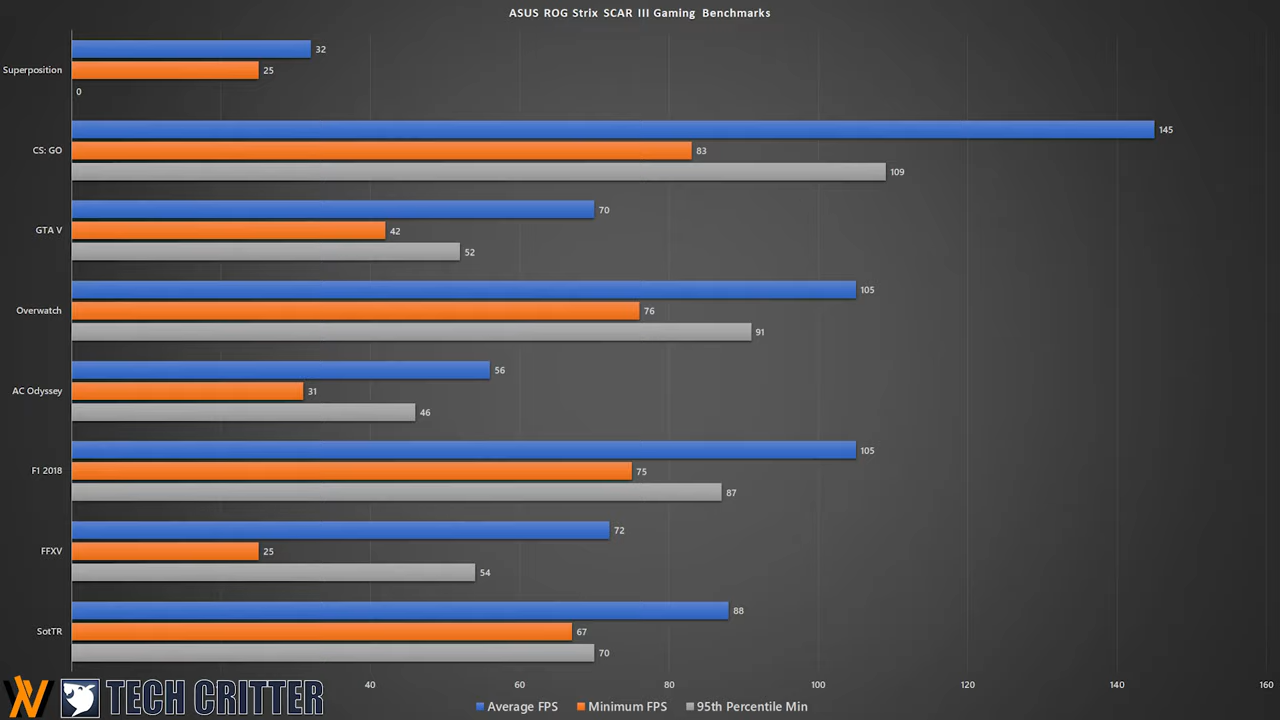 ASUS ROG Strix SCAR III Gaming Benchmarks
32
Superposition
25
0
145
CS: GO
83
109
70
GTA V
42
52
105
Overwatch
76
91
56
AC Odyssey
31
46
105
F1 2018
75
87
72
FFXV
25
54
88
SotTR
67
70
40 60 80 100 120 140 160
TECH CRITTER
Average FPS Minimum FPS 95th Percentile Min